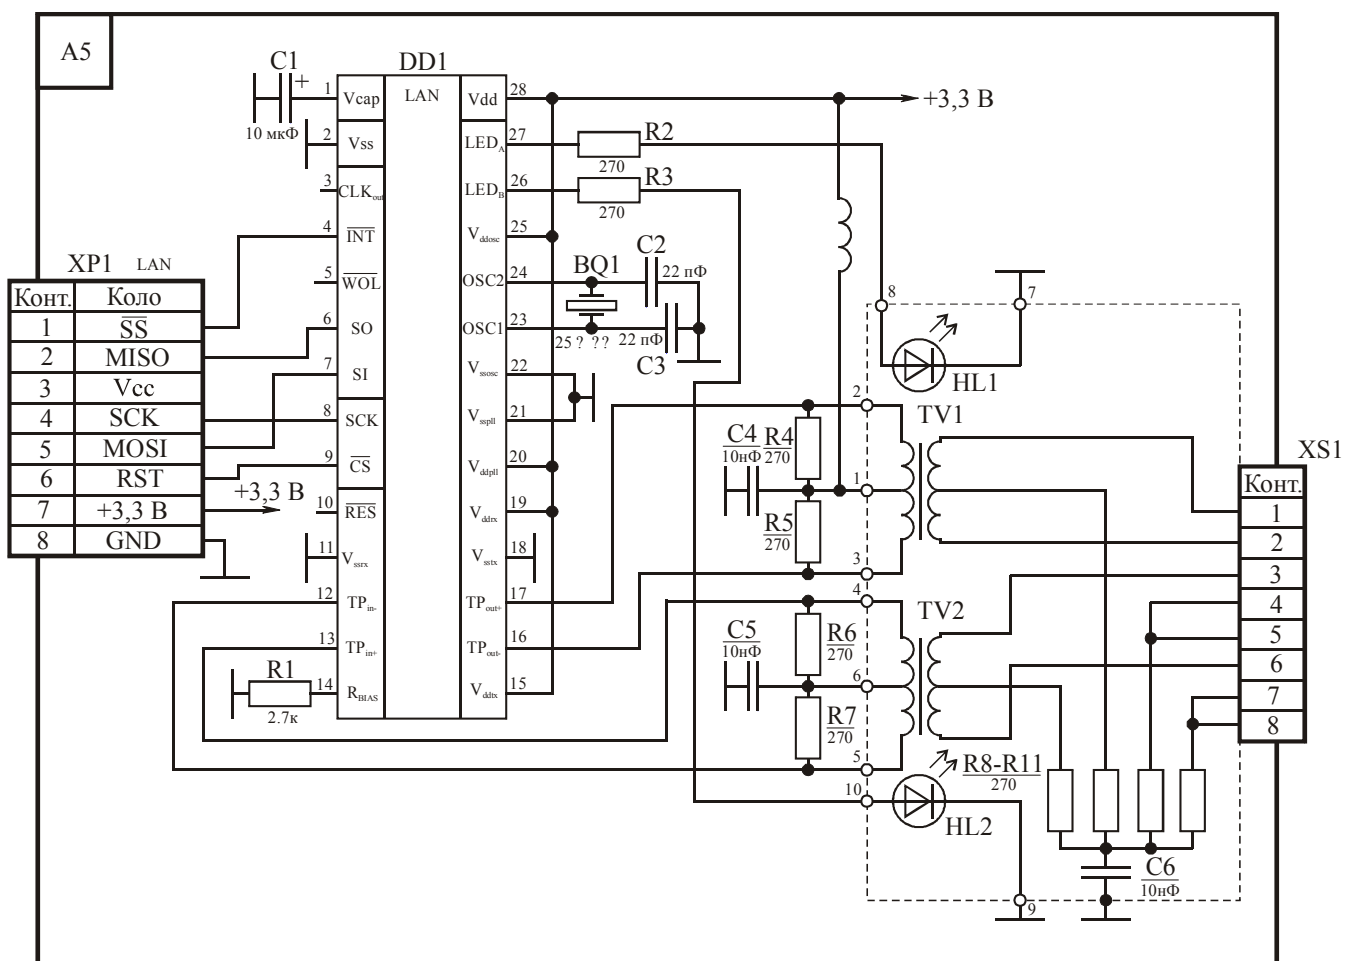 A5
C1
+
10 мкФ
DD1
LAN
1
Vcap
2
Vss
3
CLKout
4
INT
5
WOL
6
SO
7
SI
8
SCK
9
CS
10
RES
11
Vssrx
12
TPin-
13
TPin+
14
RBIAS
Vdd
28
LEDA
27
LEDB
26
Vddosc
25
OSC2
24
OSC1
23
Vssosc
22
Vsspll
21
Vddpll
20
Vddrx
19
Vsstx
18
TPout+
17
TPout-
16
Vddtx
15
+3,3 В
R2
270
R3
270
BQ1
25 ? ??
C2
22 пФ
22 пФ
C3
XP1 LAN
Конт. Коло
1 SS
2 MISO
3 Vcc
4 SCK
5 MOSI
6 RST
7 +3,3 В
8 GND
+3,3 В
R1
2.7к
8
7
HL1
2
TV1
C4
10нФ
R4
270
1
R5
270
3
4
TV2
C5
10нФ
R6
270
6
R7
270
5
10
HL2
R8-R11
270
C6
10нФ
9
XS1
Конт.
1
2
3
4
5
6
7
8